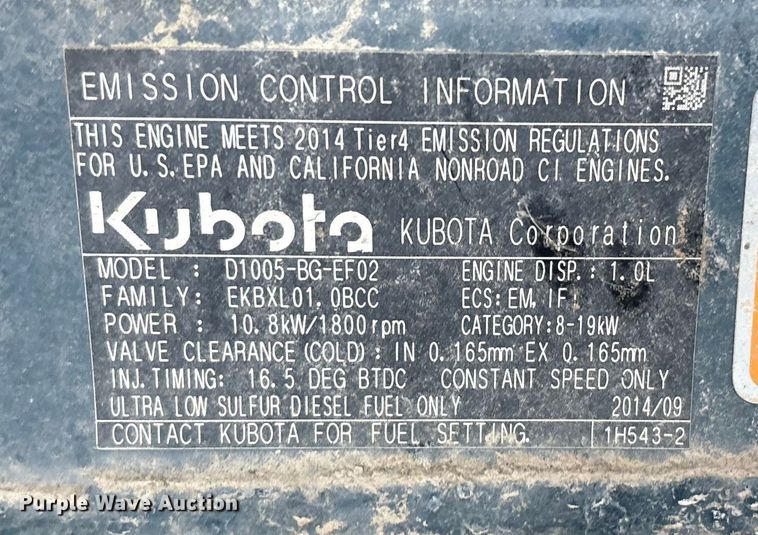 EMISSION CONTROL INFORMATION
THIS ENGINE MEETS 2014 Tier4 EMISSION REGULATIONS
FOR U.S.EPA AND CALIFORNIA NONROAD CI ENGINES.
Kubota KUBOTA Corporation
MODEL : D1005-BG-EF02 ENGINE DISP.: 1.0L
FAMILY: EKBXL01.0BCC ECS: EM, IFI
POWER : 10.8kW/1800rpm CATEGORY:8-19kW
VALVE CLEARANCE (COLD) : IN 0.165mm EX 0.165mm
INJ.TIMING: 16.5 DEG BTDC CONSTANT SPEED ONLY
ULTRA LOW SULFUR DIESEL FUEL ONLY 2014/09
CONTACT KUBOTA FOR FUEL SETTING. 1H543-2
Purple Wave Auction